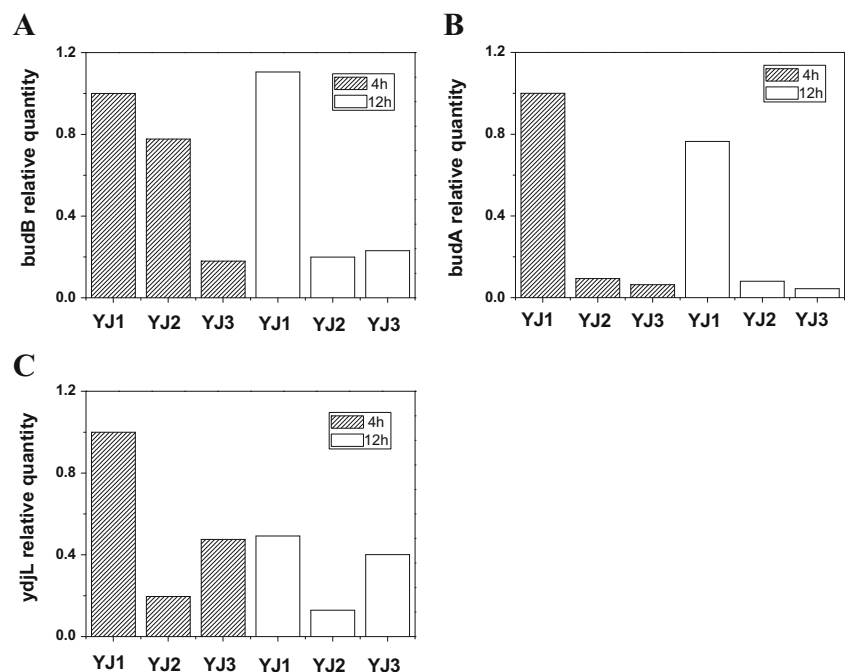 A
budB relative quantity
1.2
0.8
0.4
0.0
4h
12h
YJ1 YJ2 YJ3 YJ1 YJ2 YJ3
B
budA relative quantity
1.2
0.8
0.4
0.0
4h
12h
YJ1 YJ2 YJ3 YJ1 YJ2 YJ3
C
ydjL relative quantity
1.2
0.8
0.4
0.0
4h
12h
YJ1 YJ2 YJ3 YJ1 YJ2 YJ3